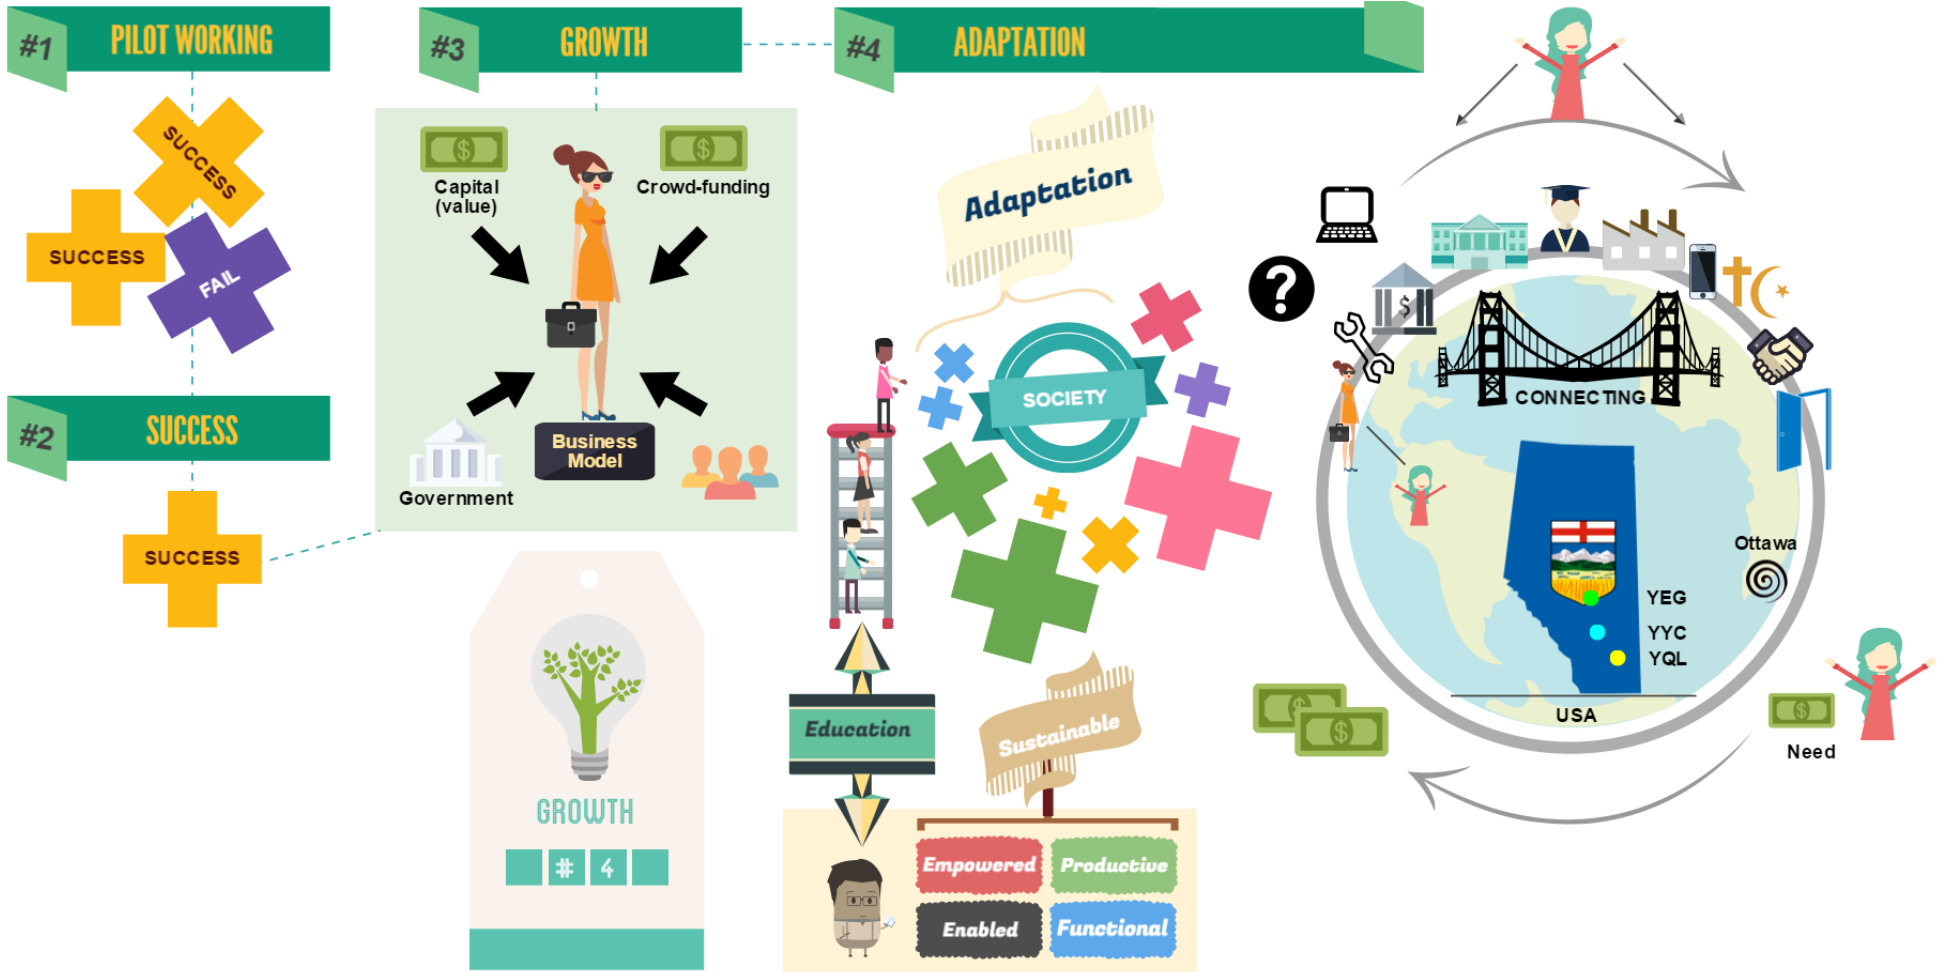 #1 PILOT WORKING
SUCCESS
SUCCESS
FAIL
#2 SUCCESS
SUCCESS
#3 GROWTH
$
$
Capital
(value)
Crowd-funding
Business
Model
Government
GROWTH
# 4
#4 ADAPTATION
Adaptation
SOCIETY
Education
Sustainable
Empowered
Productive
Enabled
Functional
?
$
CONNECTING
Ottawa
YEG
YYC
YQL
USA
$
$
$
Need